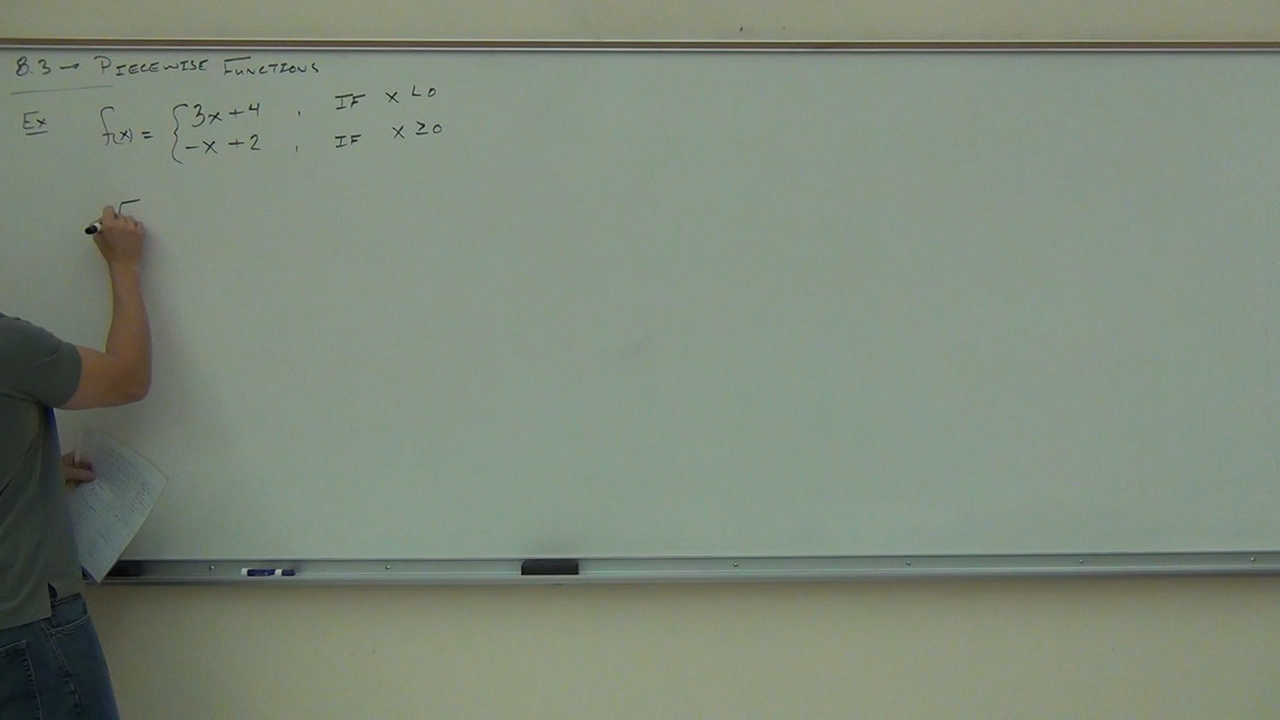 8.3 → PIECEWISE FUNCTIONS
Ex f(x) = { 3x + 4 , IF x < 0
-x + 2 , IF x ≥ 0